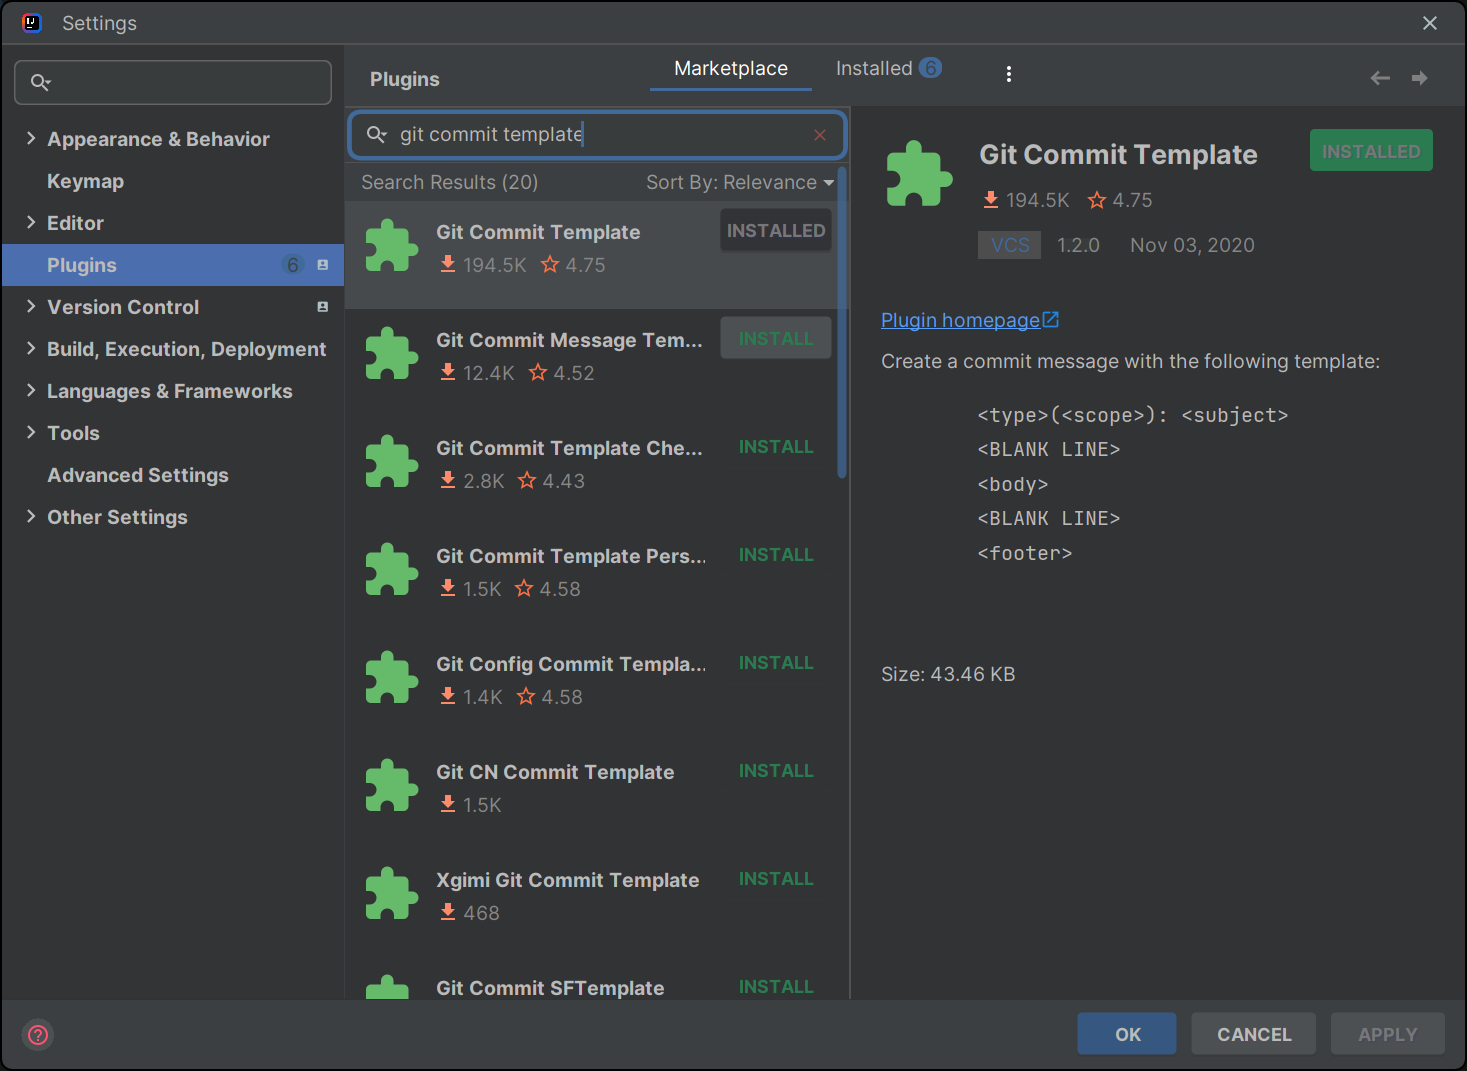 Settings
Plugins
Marketplace
Installed 6
Appearance & Behavior
Keymap
Editor
Plugins 6
Version Control
Build, Execution, Deployment
Languages & Frameworks
Tools
Advanced Settings
Other Settings
git commit template
Search Results (20)
Sort By: Relevance
Git Commit Template
INSTALLED
194.5K 4.75
Git Commit Message Tem...
INSTALL
12.4K 4.52
Git Commit Template Che...
INSTALL
2.8K 4.43
Git Commit Template Pers...
INSTALL
1.5K 4.58
Git Config Commit Templa...
INSTALL
1.4K 4.58
Git CN Commit Template
INSTALL
1.5K
Xgimi Git Commit Template
INSTALL
468
Git Commit SFTemplate
INSTALL
Git Commit Template
INSTALLED
194.5K 4.75
VCS 1.2.0 Nov 03, 2020
Plugin homepage
Create a commit message with the following template:
<type>(<scope>): <subject>
<BLANK LINE>
<body>
<BLANK LINE>
<footer>
Size: 43.46 KB
OK
CANCEL
APPLY